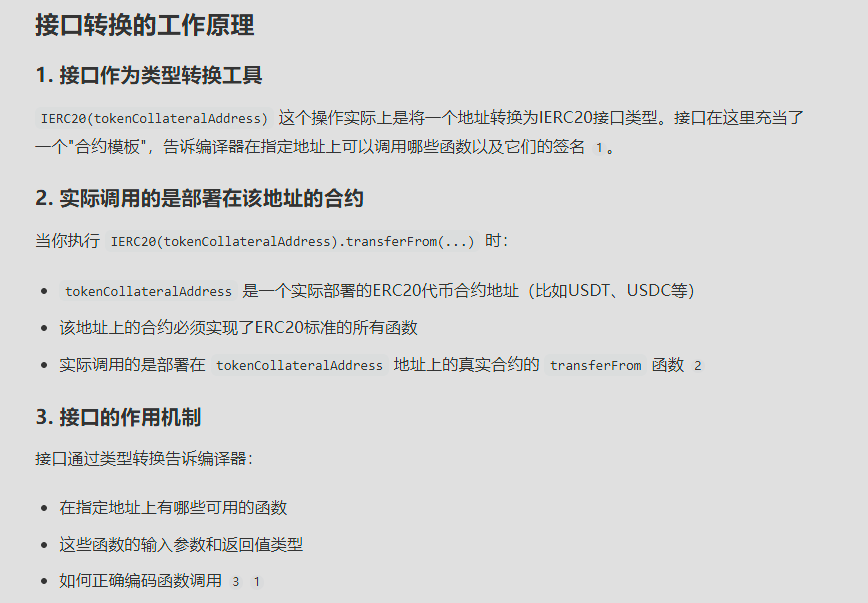 接口转换的工作原理
1. 接口作为类型转换工具
IERC20(tokenCollateralAddress) 这个操作实际上是将一个地址转换为IERC20接口类型。接口在这里充当了
一个"合约模板"，告诉编译器在指定地址上可以调用哪些函数以及它们的签名 1 。
2. 实际调用的是部署在该地址的合约
当你执行 IERC20(tokenCollateralAddress).transferFrom(...) 时：
• tokenCollateralAddress 是一个实际部署的ERC20代币合约地址（比如USDT、USDC等）
• 该地址上的合约必须实现了ERC20标准的所有函数
• 实际调用的是部署在 tokenCollateralAddress 地址上的真实合约的 transferFrom 函数 2
3. 接口的作用机制
接口通过类型转换告诉编译器：
• 在指定地址上有哪些可用的函数
• 这些函数的输入参数和返回值类型
• 如何正确编码函数调用 3 1